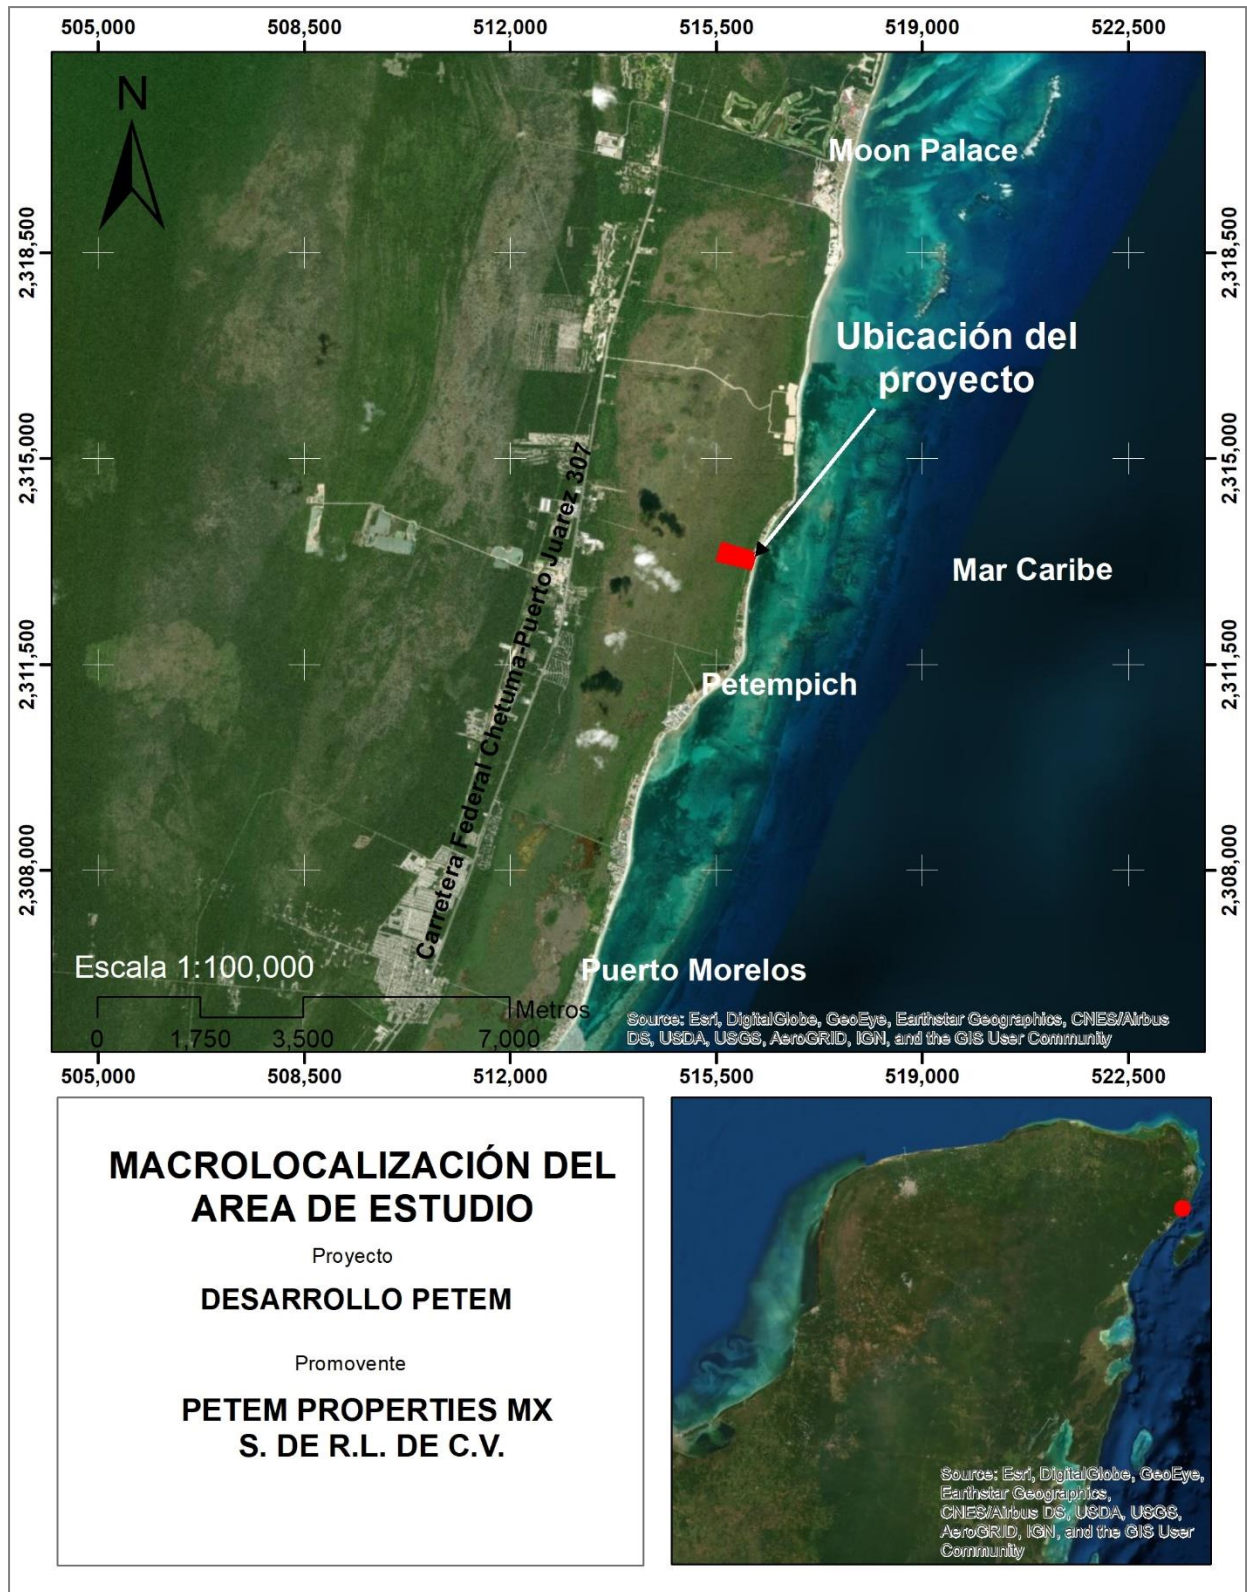 505,000 508,500 512,000 515,500 519,000 522,500
N
Moon Palace
2,318,500
2,318,500
Ubicación del
proyecto
2,315,000
2,315,000
Carretera Federal Chetuma-Puerto Juarez 307
Mar Caribe
2,311,500
2,311,500
Petempich
2,308,000
2,308,000
Escala 1:100,000
Puerto Morelos
Metros
0 1,750 3,500 7,000
Source: Esri, DigitalGlobe, GeoEye, Earthstar Geographics, CNES/Airbus
DS, USDA, USGS, AeroGRID, IGN, and the GIS User Community
505,000 508,500 512,000 515,500 519,000 522,500
MACROLOCALIZACIÓN DEL
AREA DE ESTUDIO
Proyecto
DESARROLLO PETEM
Promovente
PETEM PROPERTIES MX
S. DE R.L. DE C.V.
Source: Esri, DigitalGlobe, GeoEye,
Earthstar Geographics,
CNES/Airbus DS, USDA, USGS,
AeroGRID, IGN, and the GIS User
Community